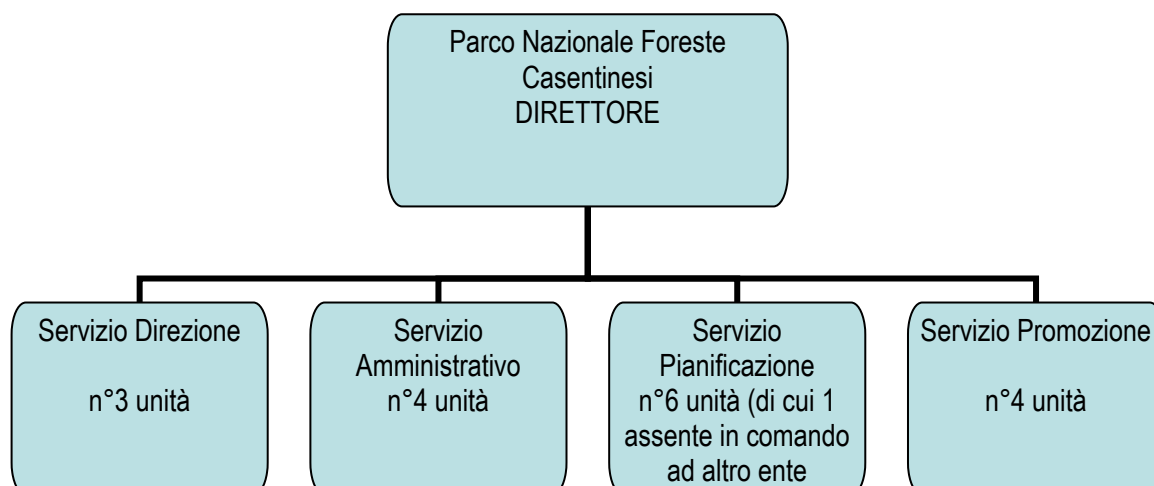 Parco Nazionale Foreste
Casentinesi
DIRETTORE
Servizio Direzione
n°3 unità
Servizio
Amministrativo
n°4 unità
Servizio
Pianificazione
n°6 unità (di cui 1
assente in comando
ad altro ente
Servizio Promozione
n°4 unità